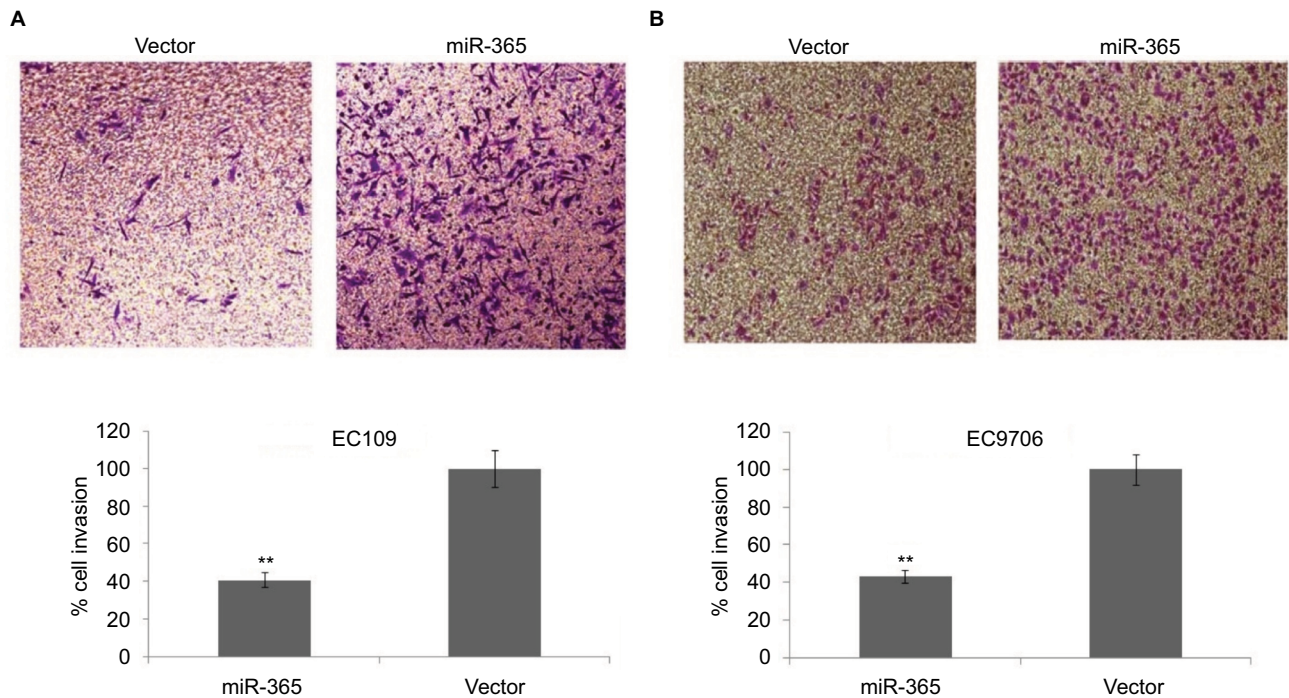 A
B
Vector
miR-365
Vector
miR-365
EC109
120
100
80
60
40
20
0
% cell invasion
**
miR-365
Vector
EC9706
120
100
80
60
40
20
0
% cell invasion
**
miR-365
Vector